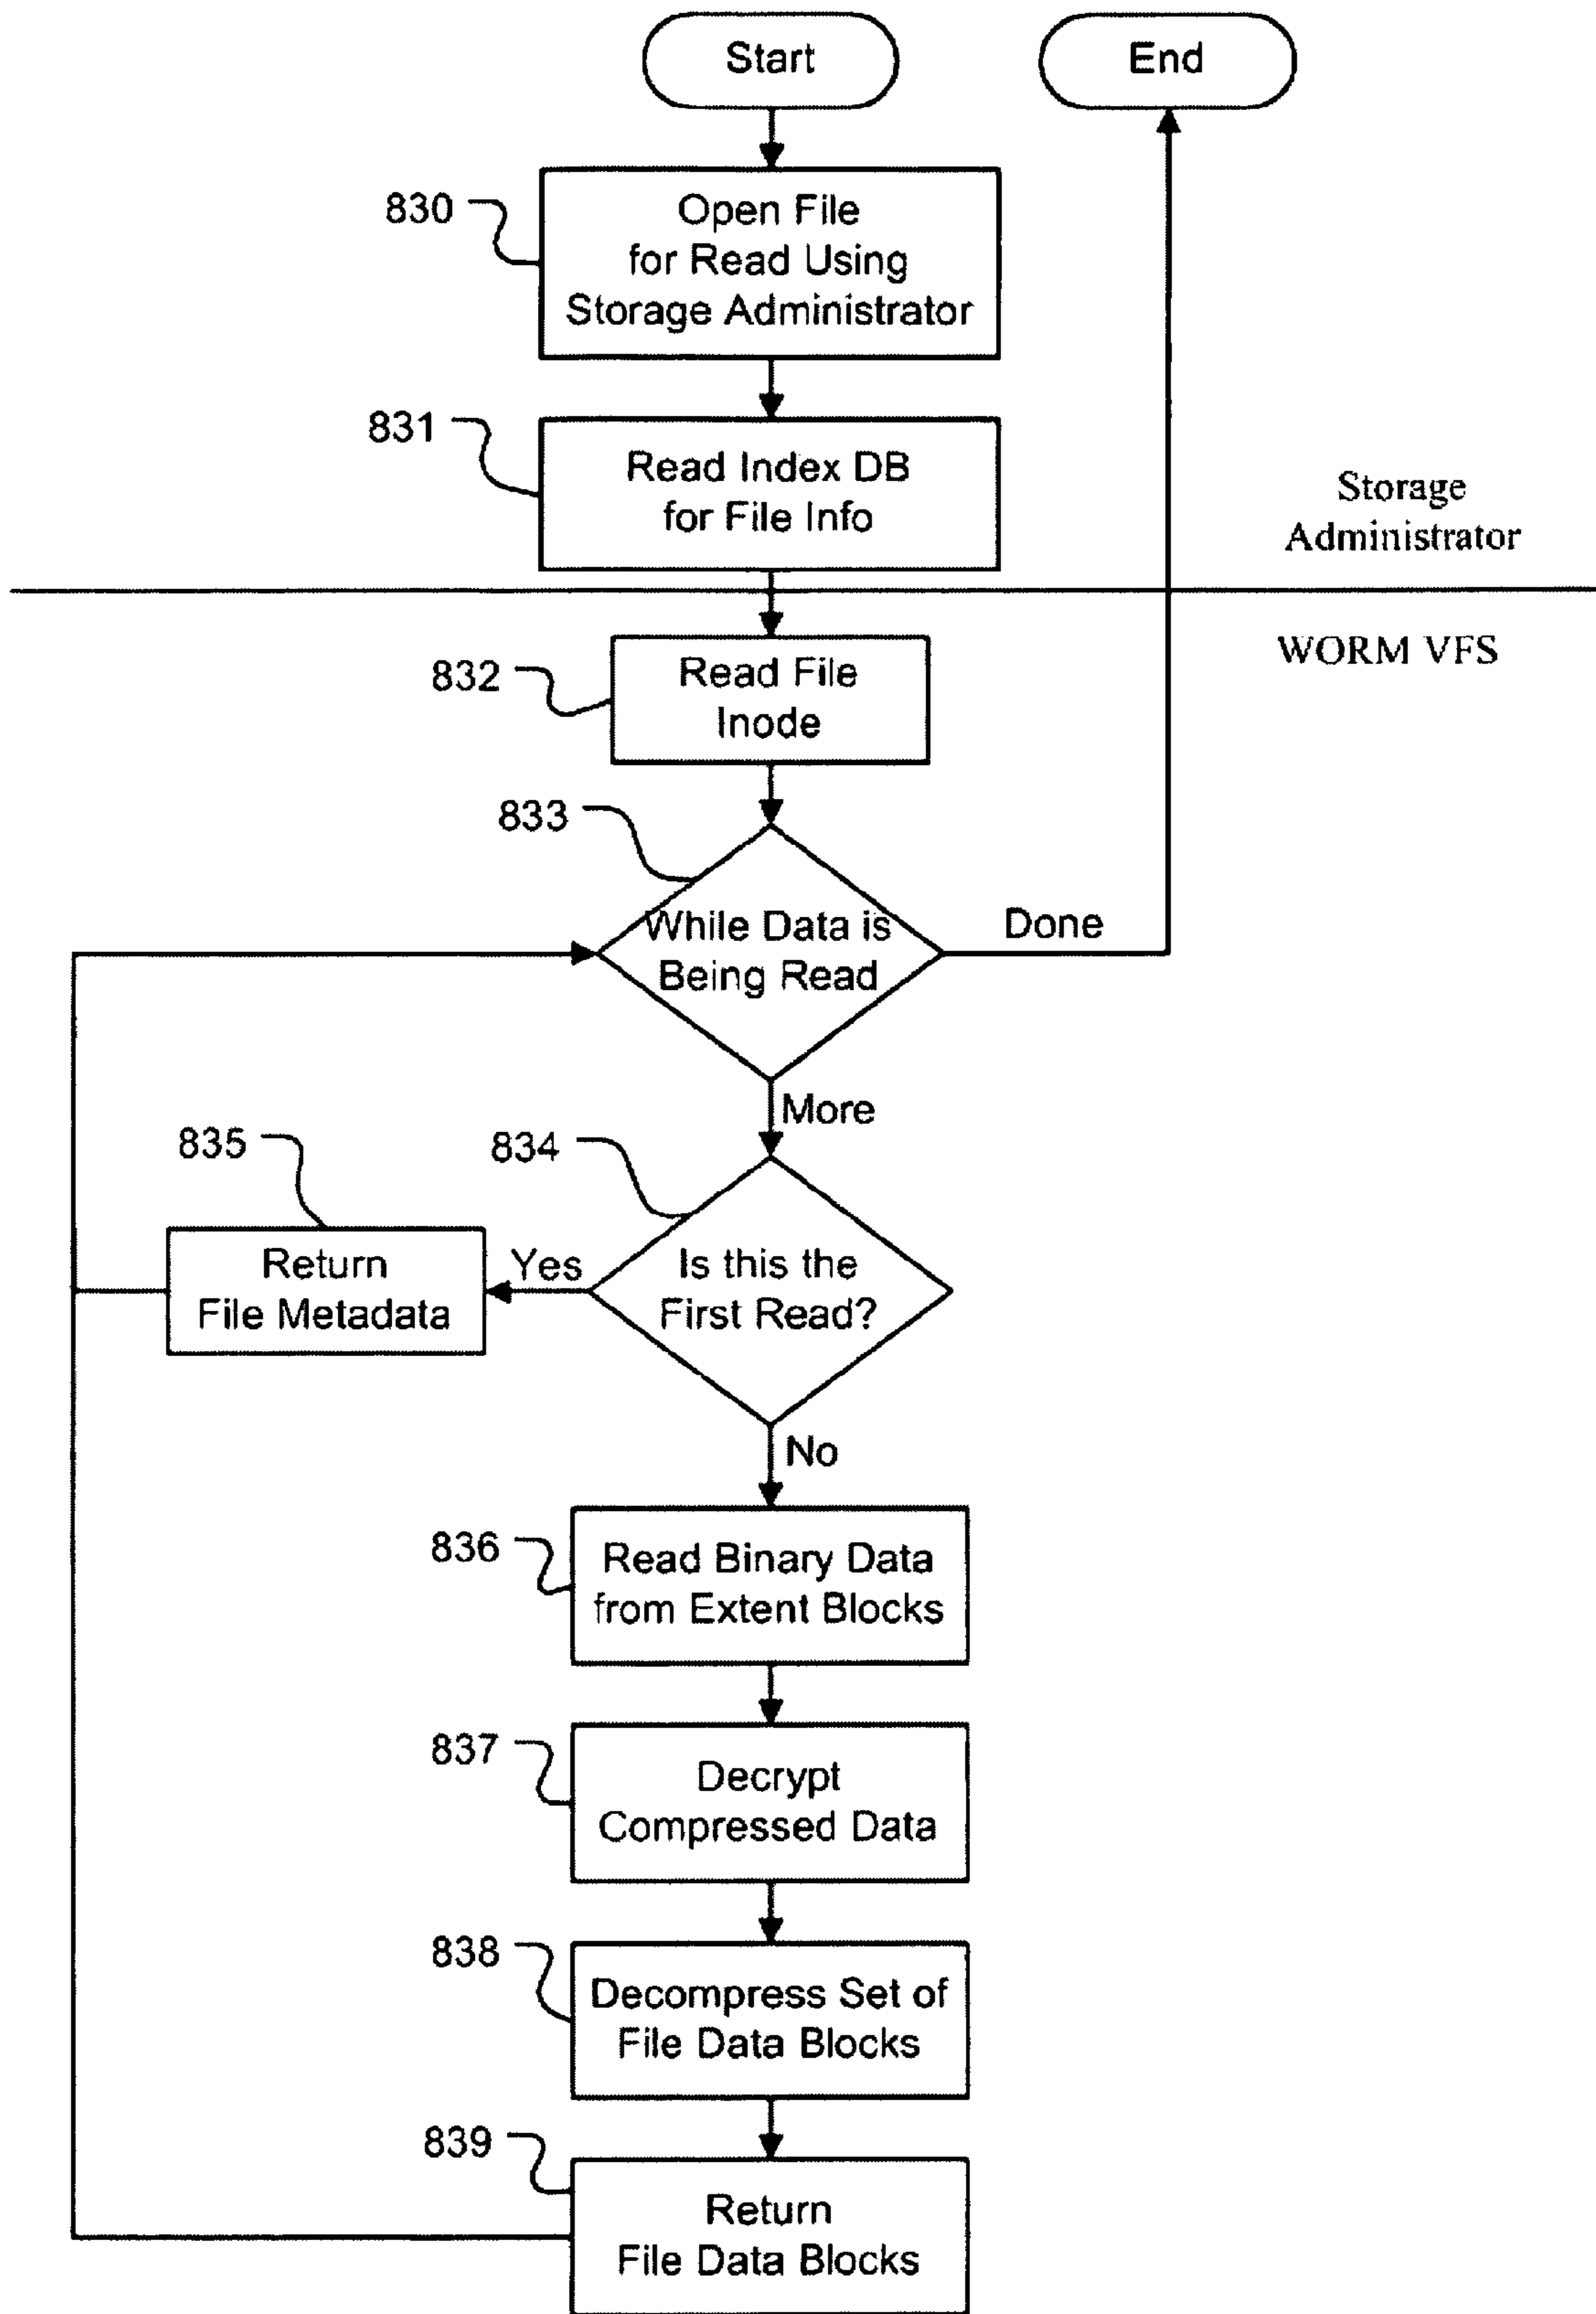 Start
End
830
Open File
for Read Using
Storage Administrator
831
Read Index DB
for File Info
Storage
Administrator
WORM VFS
832
Read File
Inode
833
While Data is
Being Read
Done
More
835
834
Return
File Metadata
Yes
Is this the
First Read?
No
836
Read Binary Data
from Extent Blocks
837
Decrypt
Compressed Data
838
Decompress Set of
File Data Blocks
839
Return
File Data Blocks